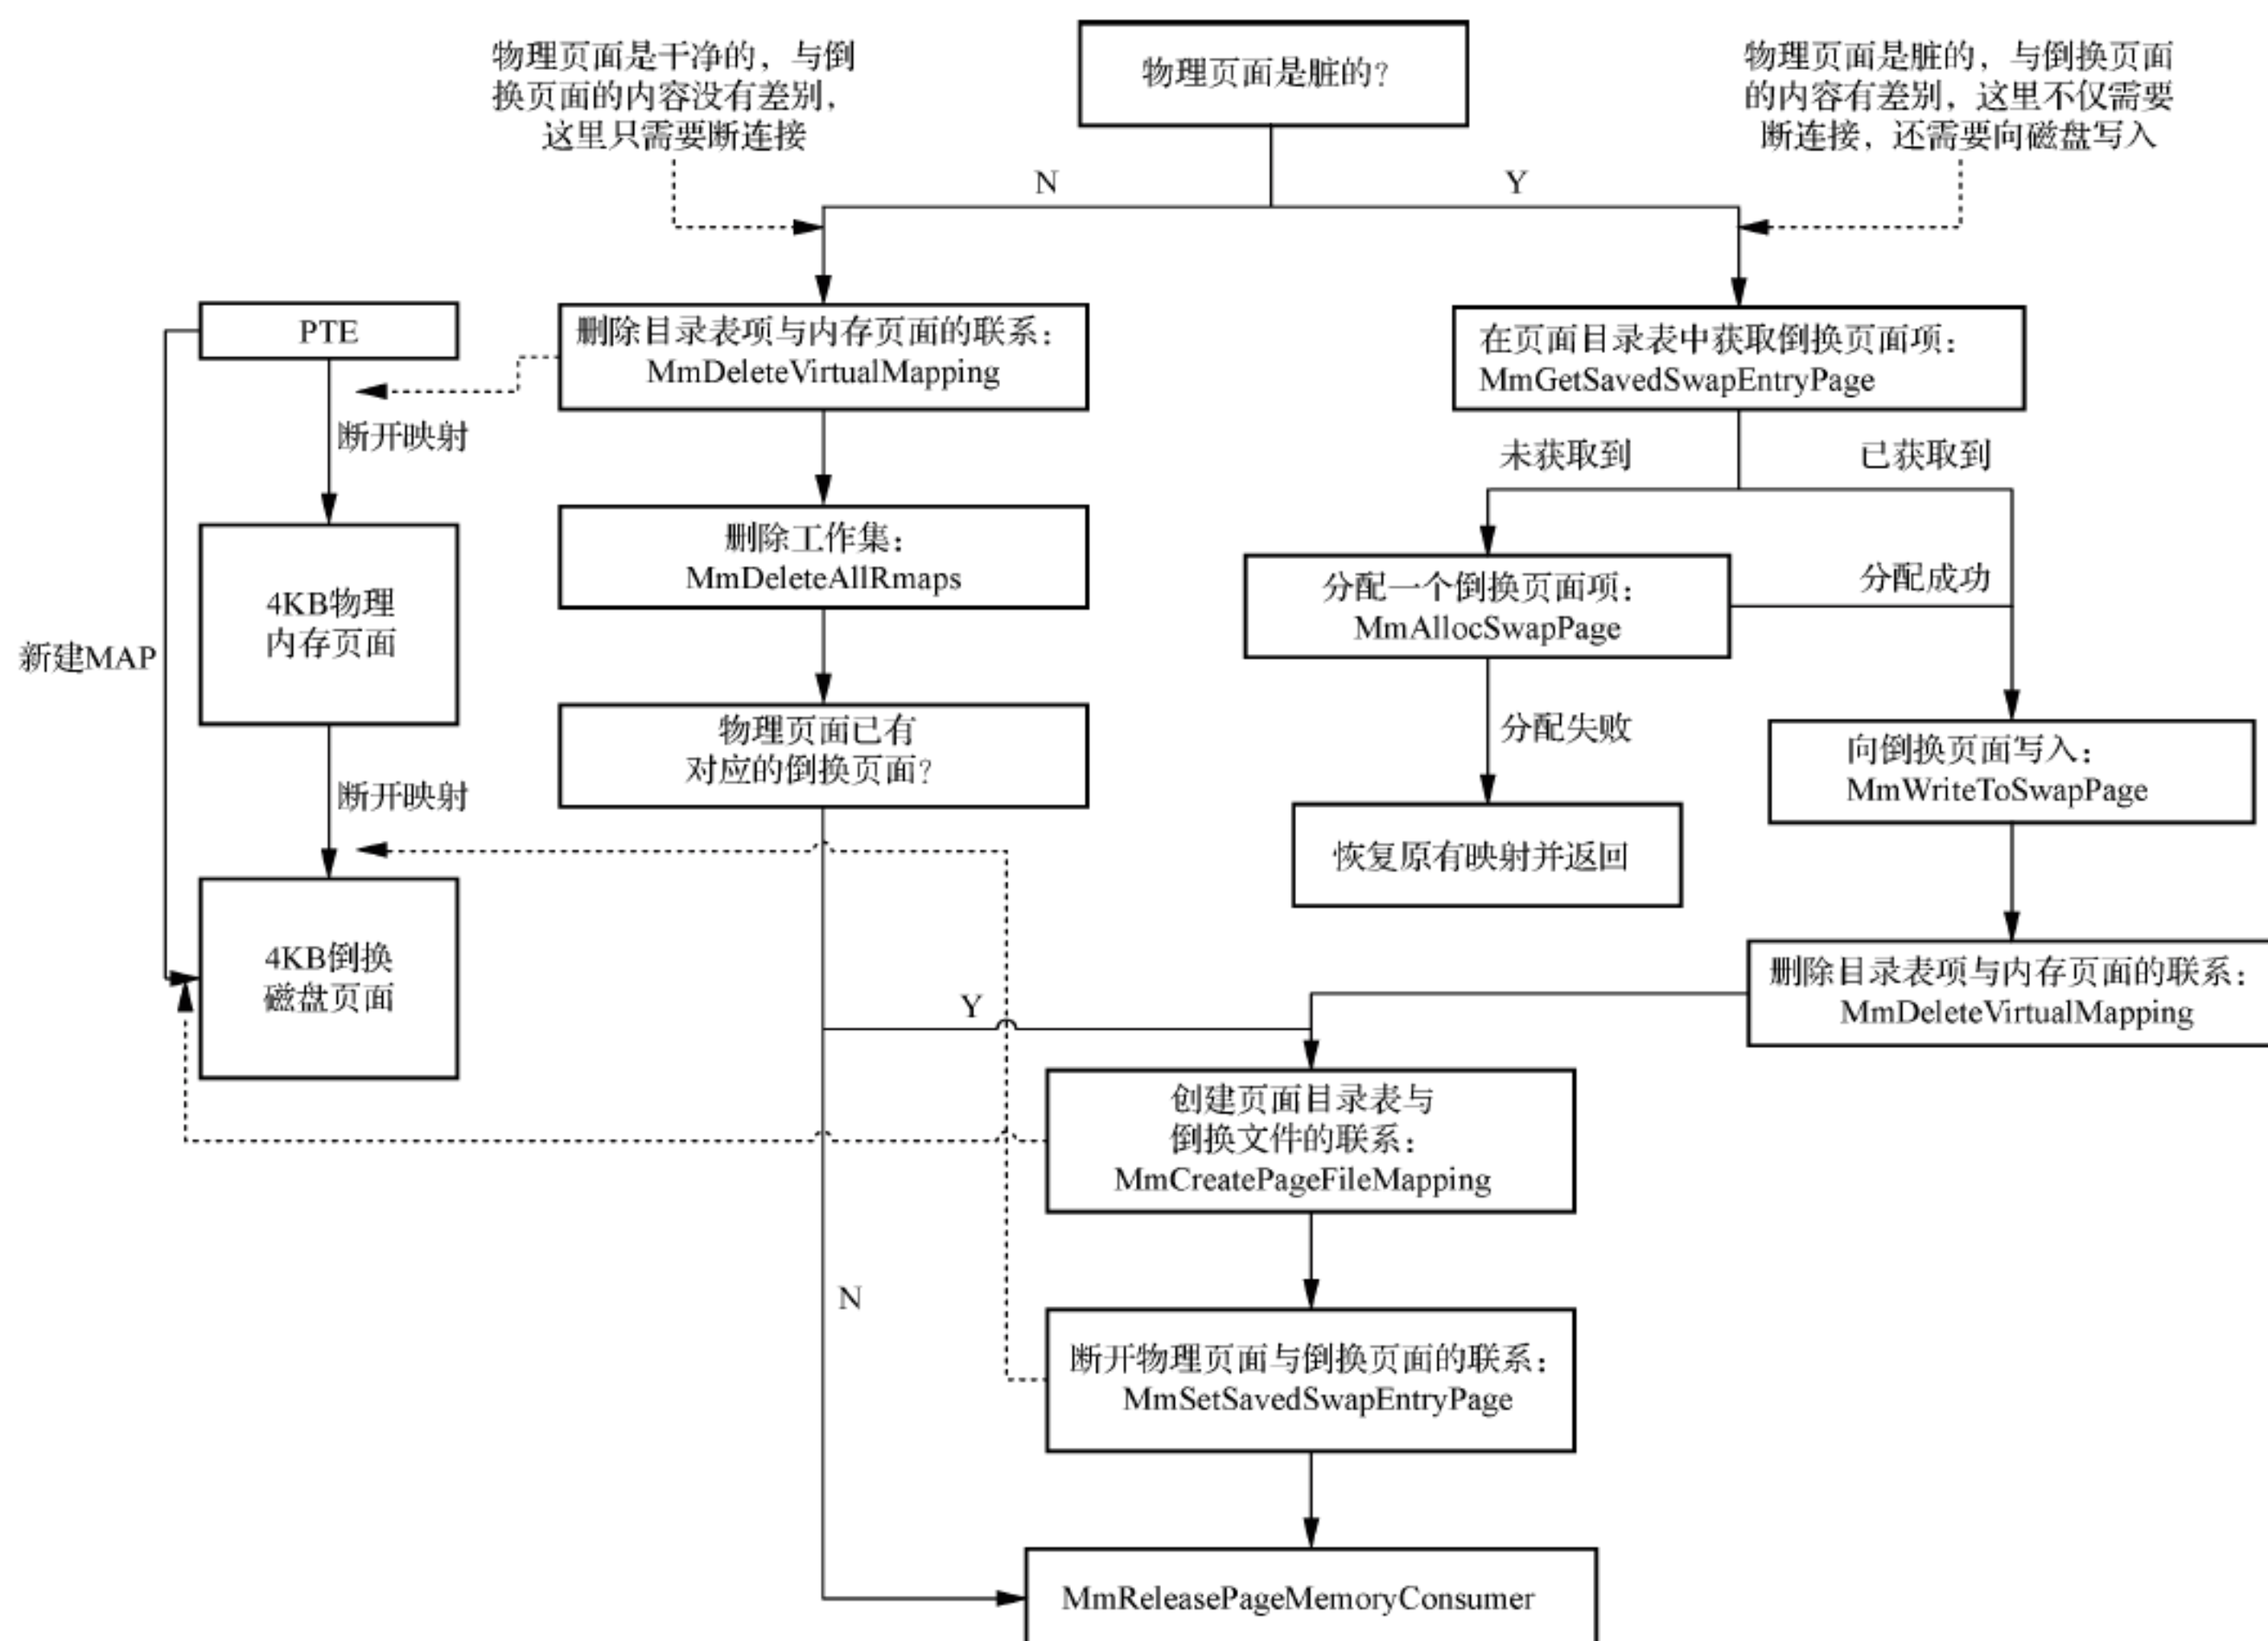 物理页面是脏的？
物理页面是干净的，与倒
换页面的内容没有差别，
这里只需要断连接
物理页面是脏的，与倒换页面
的内容有差别，这里不仅需要
断连接，还需要向磁盘写入
N
Y
PTE
断开映射
4KB物理
内存页面
新建MAP
断开映射
4KB倒换
磁盘页面
删除目录表项与内存页面的联系：
MmDeleteVirtualMapping
删除工作集：
MmDeleteAllRmaps
物理页面已有
对应的倒换页面？
Y
N
在页面目录表中获取倒换页面项：
MmGetSavedSwapEntryPage
未获取到
已获取到
分配一个倒换页面项：
MmAllocSwapPage
分配成功
分配失败
恢复原有映射并返回
向倒换页面写入：
MmWriteToSwapPage
删除目录表项与内存页面的联系：
MmDeleteVirtualMapping
创建页面目录表与
倒换文件的联系：
MmCreatePageFileMapping
断开物理页面与倒换页面的联系：
MmSetSavedSwapEntryPage
MmReleasePageMemoryConsumer